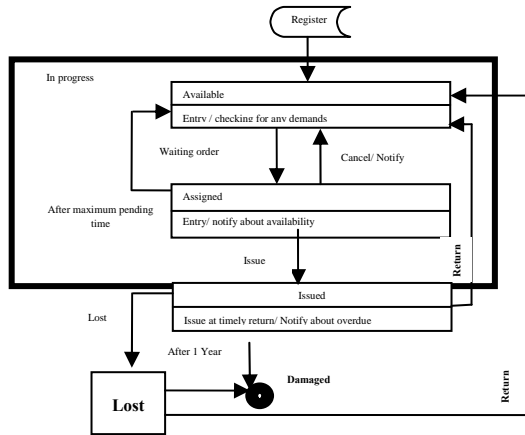 Register
In progress
Available
Entry / checking for any demands
Waiting order
Cancel/ Notify
Assigned
After maximum pending
time
Entry/ notify about availability
Return
Issue
Issued
Lost
Issue at timely return/ Notify about overdue
After 1 Year
Damaged
Lost
Return